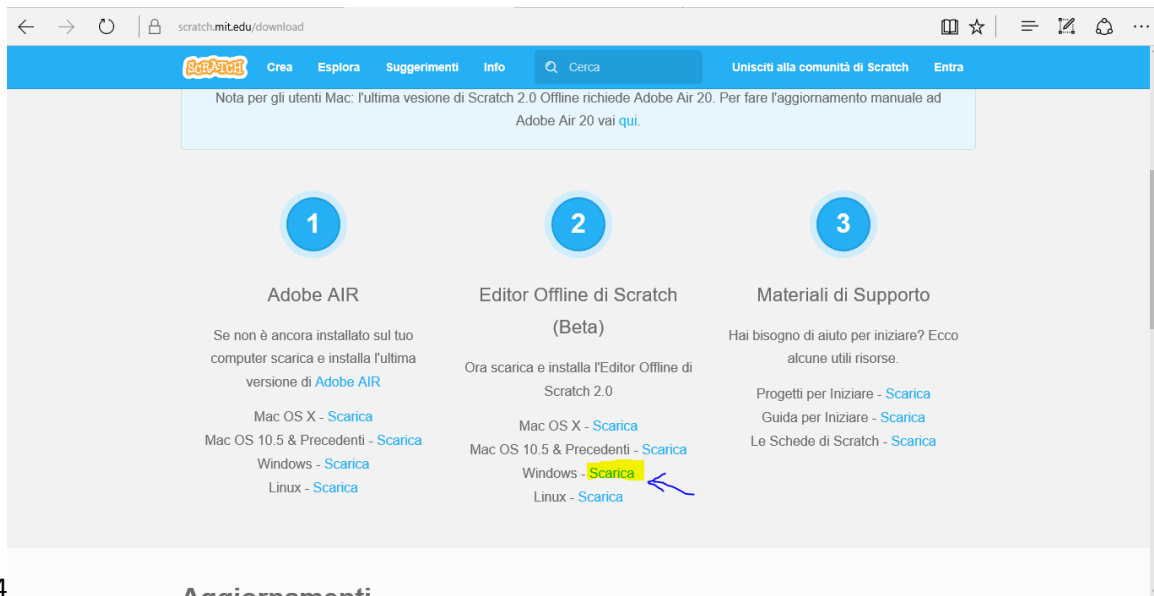 scratch.mit.edu/download
SCRATCH Crea Esplora Suggerimenti Info Cerca Unisciti alla comunità di Scratch Entra
Nota per gli utenti Mac: l'ultima vesione di Scratch 2.0 Offline richiede Adobe Air 20. Per fare l'aggiornamento manuale ad
Adobe Air 20 vai qui.
1
Adobe AIR
Se non è ancora installato sul tuo
computer scarica e installa l'ultima
versione di Adobe AIR
Mac OS X - Scarica
Mac OS 10.5 & Precedenti - Scarica
Windows - Scarica
Linux - Scarica
2
Editor Offline di Scratch
(Beta)
Ora scarica e installa l'Editor Offline di
Scratch 2.0
Mac OS X - Scarica
Mac OS 10.5 & Precedenti - Scarica
Windows - Scarica
Linux - Scarica
3
Materiali di Supporto
Hai bisogno di aiuto per iniziare? Ecco
alcune utili risorse.
Progetti per Iniziare - Scarica
Guida per Iniziare - Scarica
Le Schede di Scratch - Scarica
4
Aggiornamenti